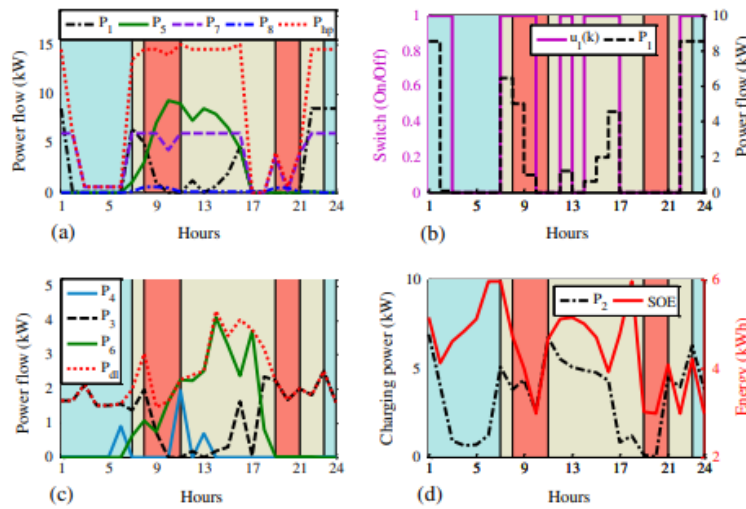 P1 P5 P7 P8 Php
15
10
5
0
Power flow (kW)
1 5 9 13 17 21 24
(a) Hours
1
0.8
0.6
0.4
0.2
0
Switch (On/Off)
u1(k) P1
10
8
6
4
2
0
Power flow (kW)
1 5 9 13 17 21 24
(b) Hours
5
4
3
2
1
0
Power flow (kW)
P4
P3
P6
Pdl
1 5 9 13 17 21 24
(c) Hours
10
5
0
Charging power (kW)
P2 SOE
6
4
2
Energy (kWh)
1 5 9 13 17 21 24
(d) Hours